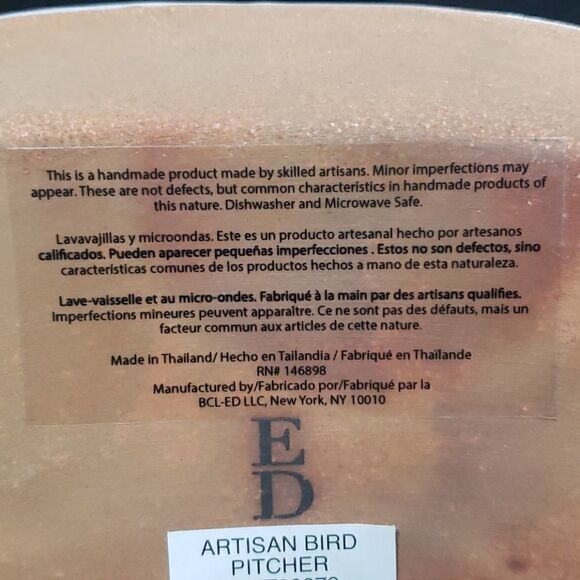 This is a handmade product made by skilled artisans. Minor imperfections may
appear. These are not defects, but common characteristics in handmade products of
this nature. Dishwasher and Microwave Safe.
Lavavajillas y microondas. Este es un producto artesanal hecho por artesanos
calificados. Pueden aparecer pequeñas imperfecciones . Estos no son defectos, sino
características comunes de los productos hechos a mano de esta naturaleza.
Lave-vaisselle et au micro-ondes. Fabriqué à la main par des artisans qualifies.
Imperfections mineures peuvent apparaître. Ce ne sont pas des défauts, mais un
facteur commun aux articles de cette nature.
Made in Thailand/ Hecho en Tailandia / Fabriqué en Thaïlande
RN# 146898
Manufactured by/Fabricado por/Fabriqué par la
BCL-ED LLC, New York, NY 10010
E
D
ARTISAN BIRD
PITCHER